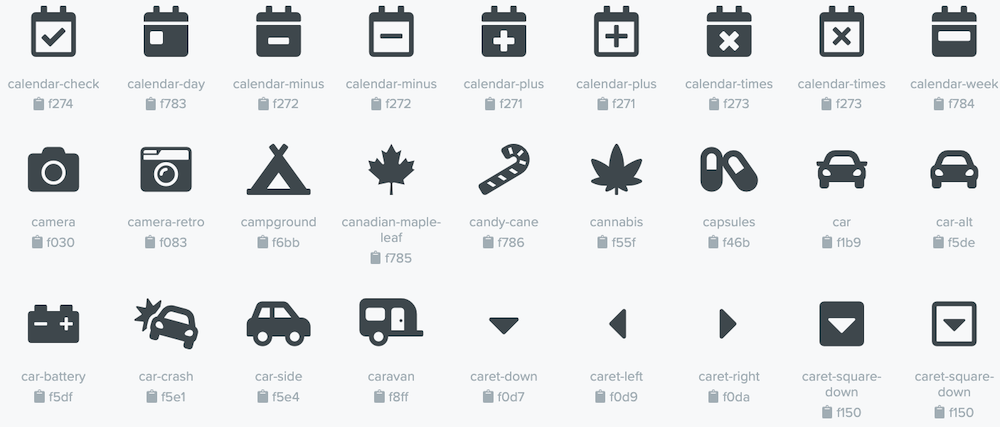 calendar-check calendar-day calendar-minus calendar-minus calendar-plus calendar-plus calendar-times calendar-times calendar-week
f274 f783 f272 f272 f271 f271 f273 f273 f784
camera camera-retro campground canadian-maple- candy-cane cannabis capsules car car-alt
leaf
f030 f083 f6bb f786 f55f f46b f1b9 f5de
f785
car-battery car-crash car-side caravan caret-down caret-left caret-right caret-square- caret-square-
down down
f5df f5e1 f5e4 f8ff f0d7 f0d9 f0da
f150 f150